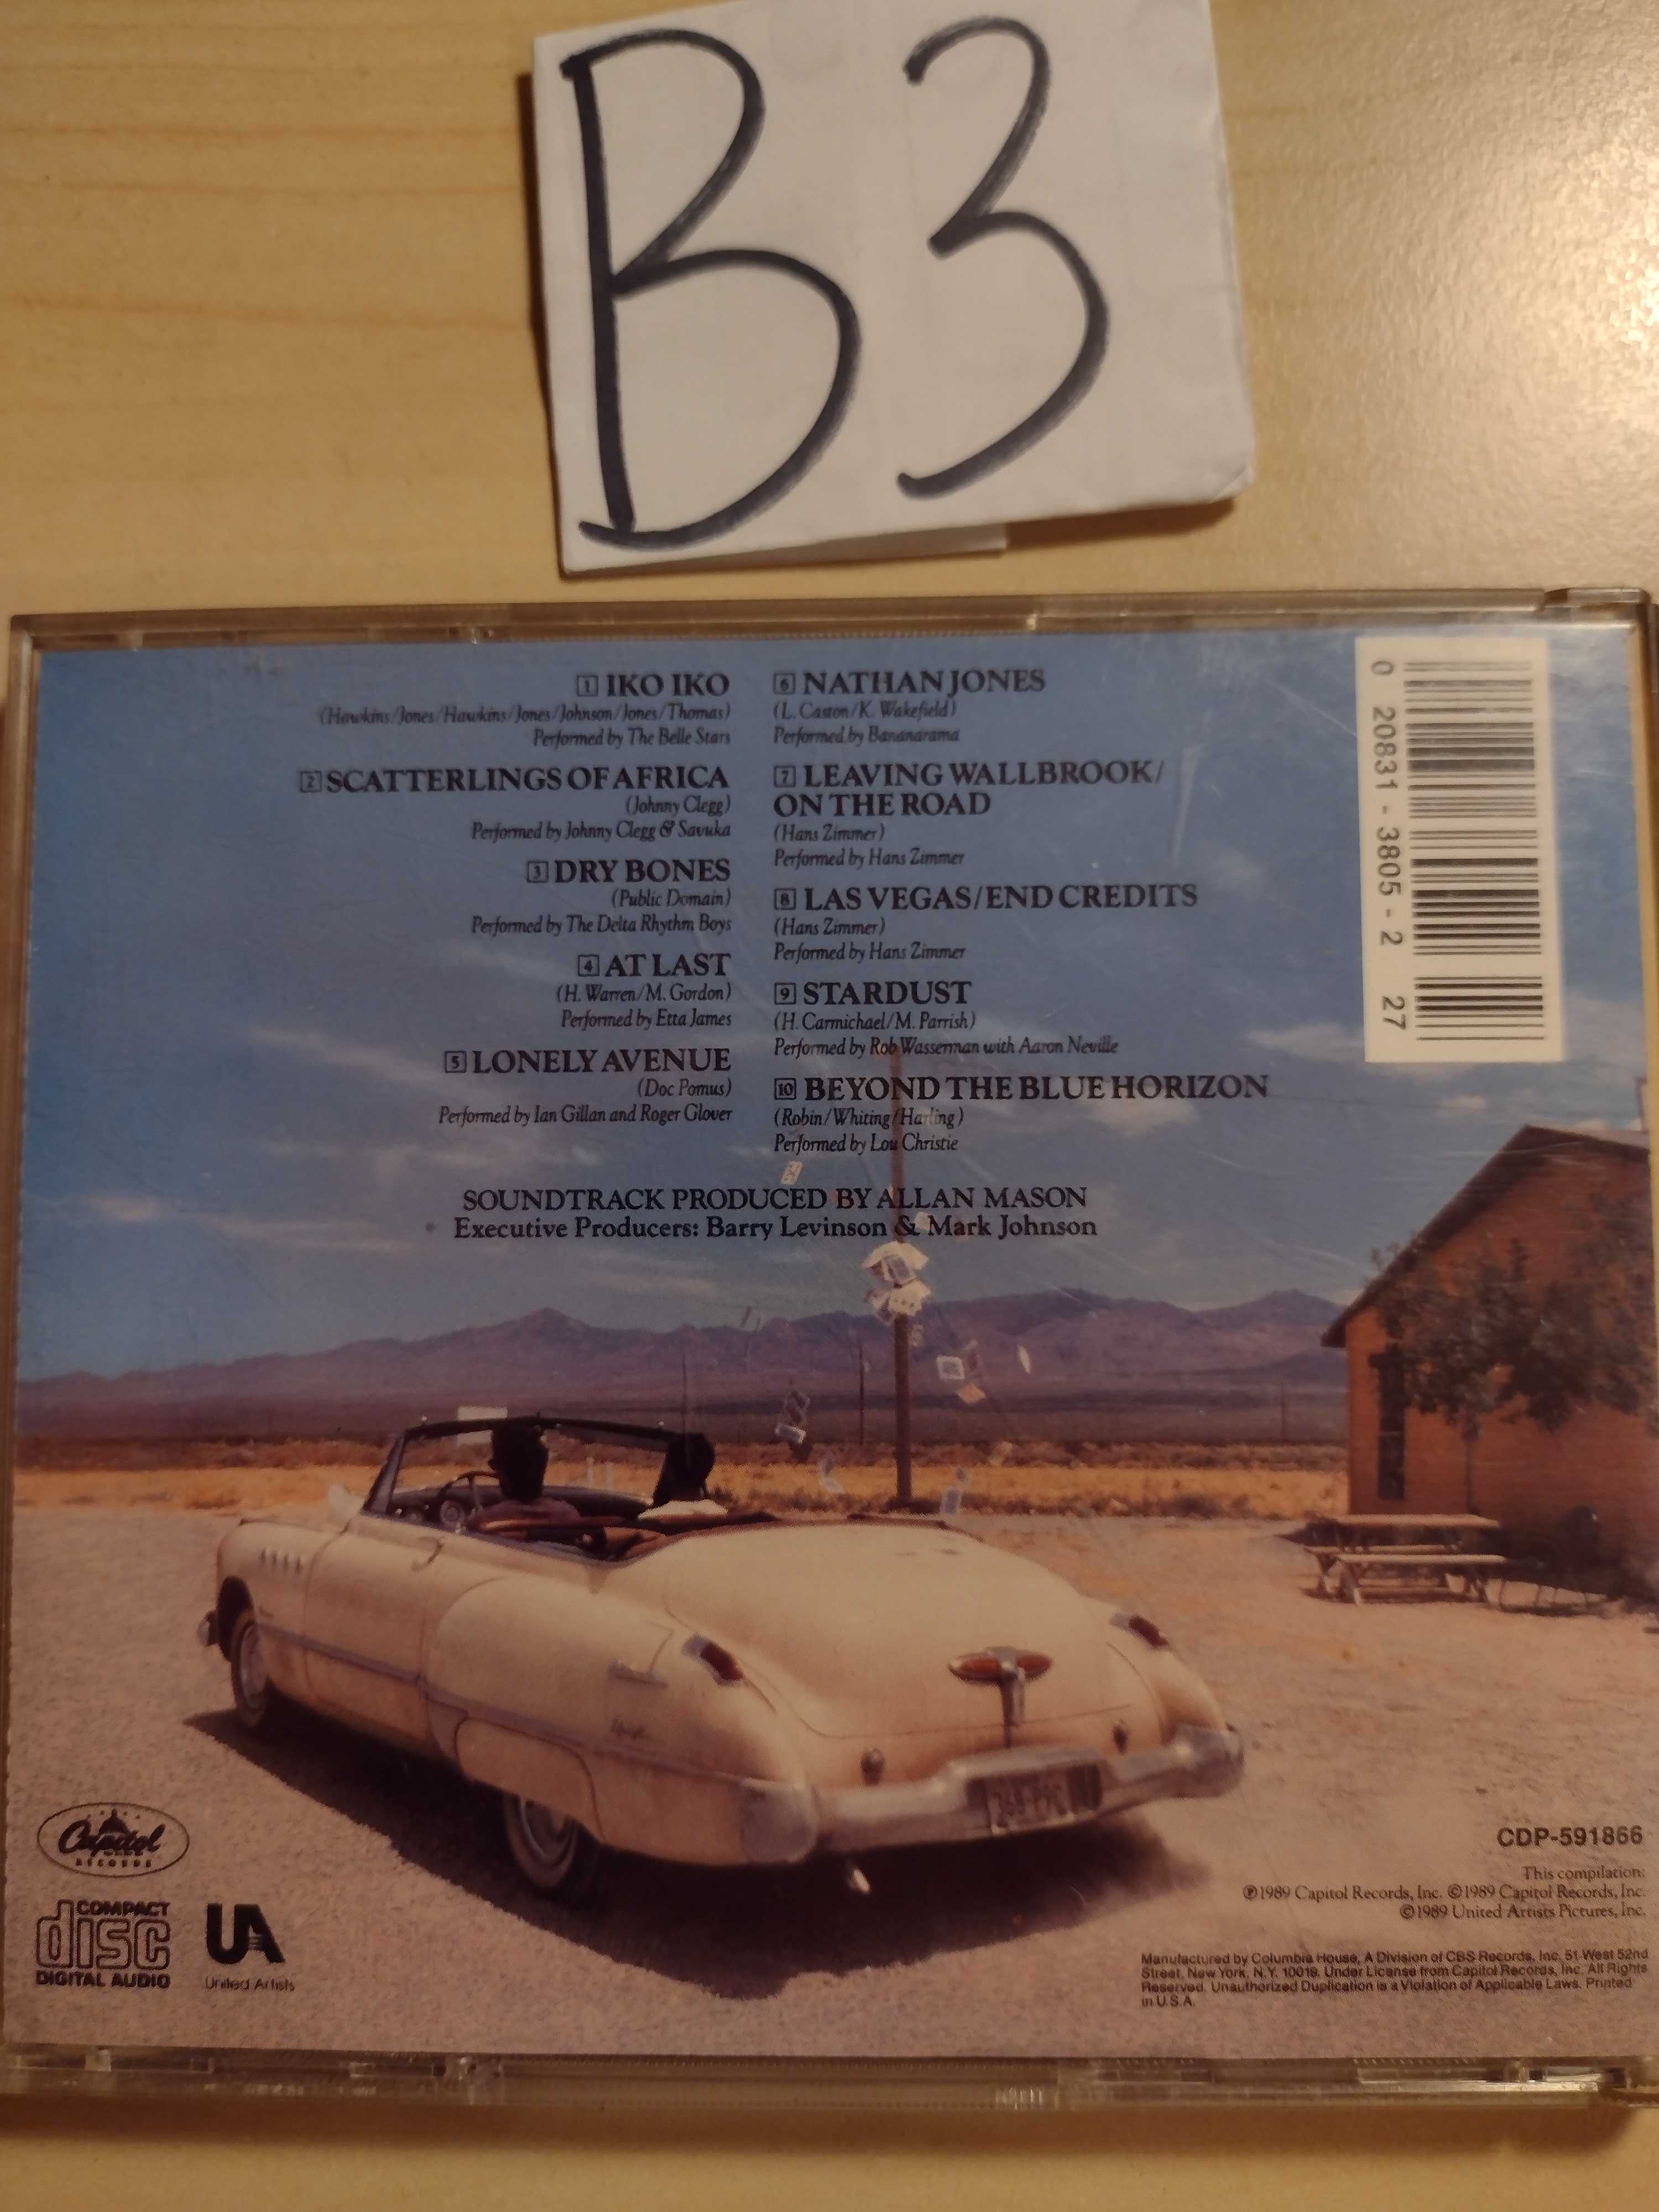 B3
1 IKO IKO
(Hawkins/Jones/Hawkins/Jones/Johnson/Jones/Thomas)
Performed by The Belle Stars
2 SCATTERLINGS OF AFRICA
(Johnny Clegg)
Performed by Johnny Clegg & Savuka
3 DRY BONES
(Public Domain)
Performed by The Delta Rhythm Boys
4 AT LAST
(H. Warren/M. Gordon)
Performed by Etta James
5 LONELY AVENUE
(Doc Pomus)
Performed by Ian Gillan and Roger Glover
6 NATHAN JONES
(L. Caston/K. Wakefield)
Performed by Bananarama
7 LEAVING WALLBROOK/
ON THE ROAD
(Hans Zimmer)
Performed by Hans Zimmer
8 LAS VEGAS/END CREDITS
(Hans Zimmer)
Performed by Hans Zimmer
9 STARDUST
(H. Carmichael/M. Parrish)
Performed by Rob Wasserman with Aaron Neville
10 BEYOND THE BLUE HORIZON
(Robin/Whiting/Harling)
Performed by Lou Christie
SOUNDTRACK PRODUCED BY ALLAN MASON
Executive Producers: Barry Levinson & Mark Johnson
0 20831-3805-2 27
Capitol
RECORDS
COMPACT
disc
DIGITAL AUDIO
UA
United Artists
CDP-591866
This compilation:
℗1989 Capitol Records, Inc. ©1989 Capitol Records, Inc.
©1989 United Artists Pictures, Inc.
Manufactured by Columbia House, A Division of CBS Records, Inc. 51 West 52nd
Street, New York, N.Y. 10019. Under License from Capitol Records, Inc. All Rights
Reserved. Unauthorized Duplication is a Violation of Applicable Laws. Printed
in U.S.A.